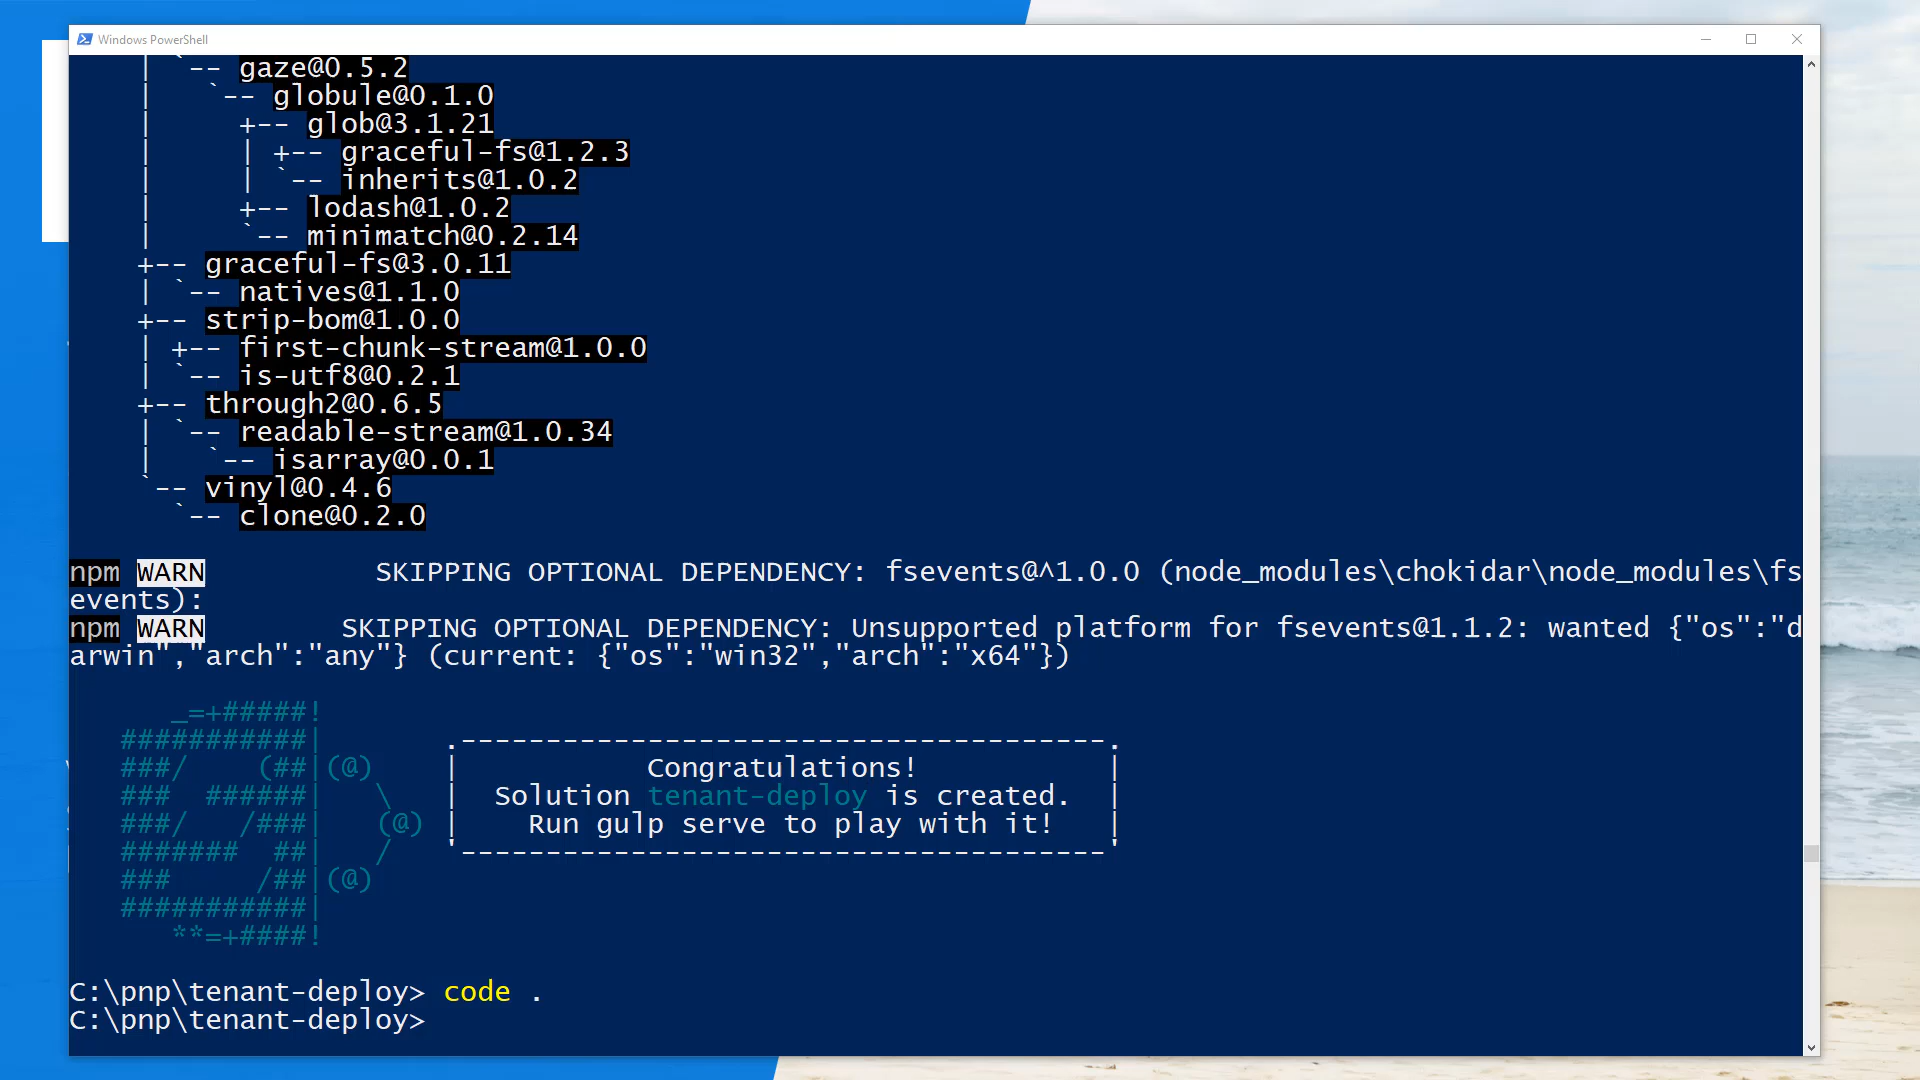 Windows PowerShell
|  `-- gaze@0.5.2
|    `-- globule@0.1.0
|      +-- glob@3.1.21
|      | +-- graceful-fs@1.2.3
|      | `-- inherits@1.0.2
|      +-- lodash@1.0.2
|      `-- minimatch@0.2.14
+-- graceful-fs@3.0.11
| `-- natives@1.1.0
+-- strip-bom@1.0.0
| +-- first-chunk-stream@1.0.0
| `-- is-utf8@0.2.1
+-- through2@0.6.5
| `-- readable-stream@1.0.34
|   `-- isarray@0.0.1
`-- vinyl@0.4.6
  `-- clone@0.2.0
npm WARN SKIPPING OPTIONAL DEPENDENCY: fsevents@^1.0.0 (node_modules\chokidar\node_modules\fs
events):
npm WARN SKIPPING OPTIONAL DEPENDENCY: Unsupported platform for fsevents@1.1.2: wanted {"os":"d
arwin","arch":"any"} (current: {"os":"win32","arch":"x64"})
      _=+#####!
   ###########|        .--------------------------------------.
   ###/    (##|(@)     |           Congratulations!           |
   ###  ######|   \    |  Solution tenant-deploy is created.  |
   ###/   /###|   (@)  |    Run gulp serve to play with it!   |
   #######  ##|   /    '--------------------------------------'
   ###     /##|(@)
   ###########|
      **=+####!
C:\pnp\tenant-deploy> code .
C:\pnp\tenant-deploy>